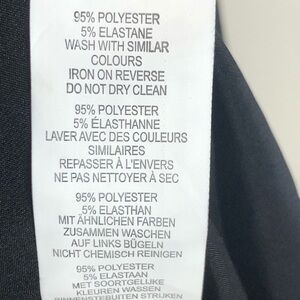 95% POLYESTER
5% ELASTANE
WASH WITH SIMILAR
COLOURS
IRON ON REVERSE
DO NOT DRY CLEAN
95% POLYESTER
5% ÉLASTHANNE
LAVER AVEC DES COULEURS
SIMILAIRES
REPASSER À L'ENVERS
NE PAS NETTOYER À SEC
95% POLYESTER
5% ELASTHAN
MIT ÄHNLICHEN FARBEN
ZUSAMMEN WASCHEN
AUF LINKS BÜGELN
NICHT CHEMISCH REINIGEN
95% POLYESTER
5% ELASTAAN
MET SOORTGELIJKE
KLEUREN WASSEN
BINNENSTEBUITEN STRIJKEN